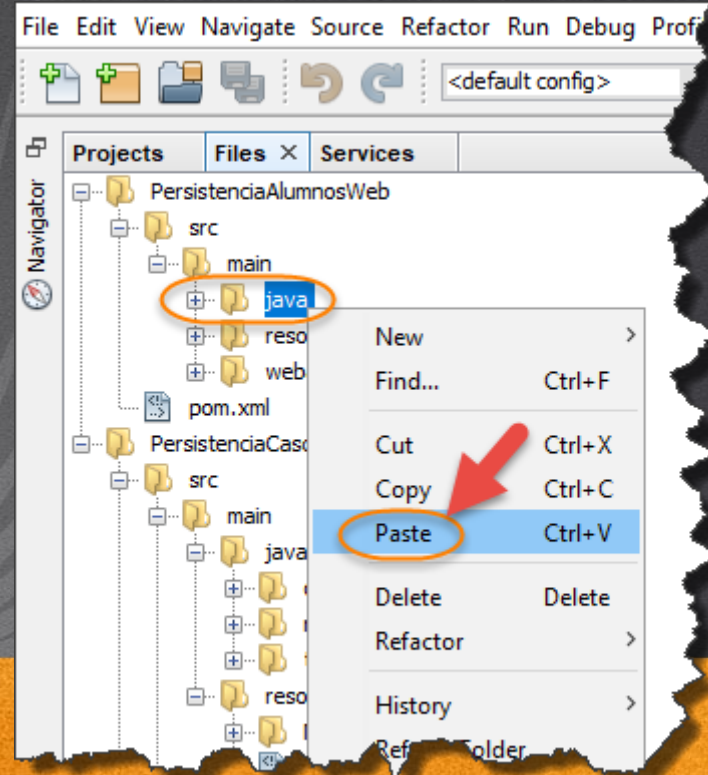 File Edit View Navigate Source Refactor Run Debug
<default config>
Projects Files Services
Navigator
PersistenciaAlumnosWeb
src
main
java
New
Find... Ctrl+F
pom.xml
Cut Ctrl+X
src
Copy Ctrl+C
main
Paste Ctrl+V
java
Delete Delete
Refactor
History